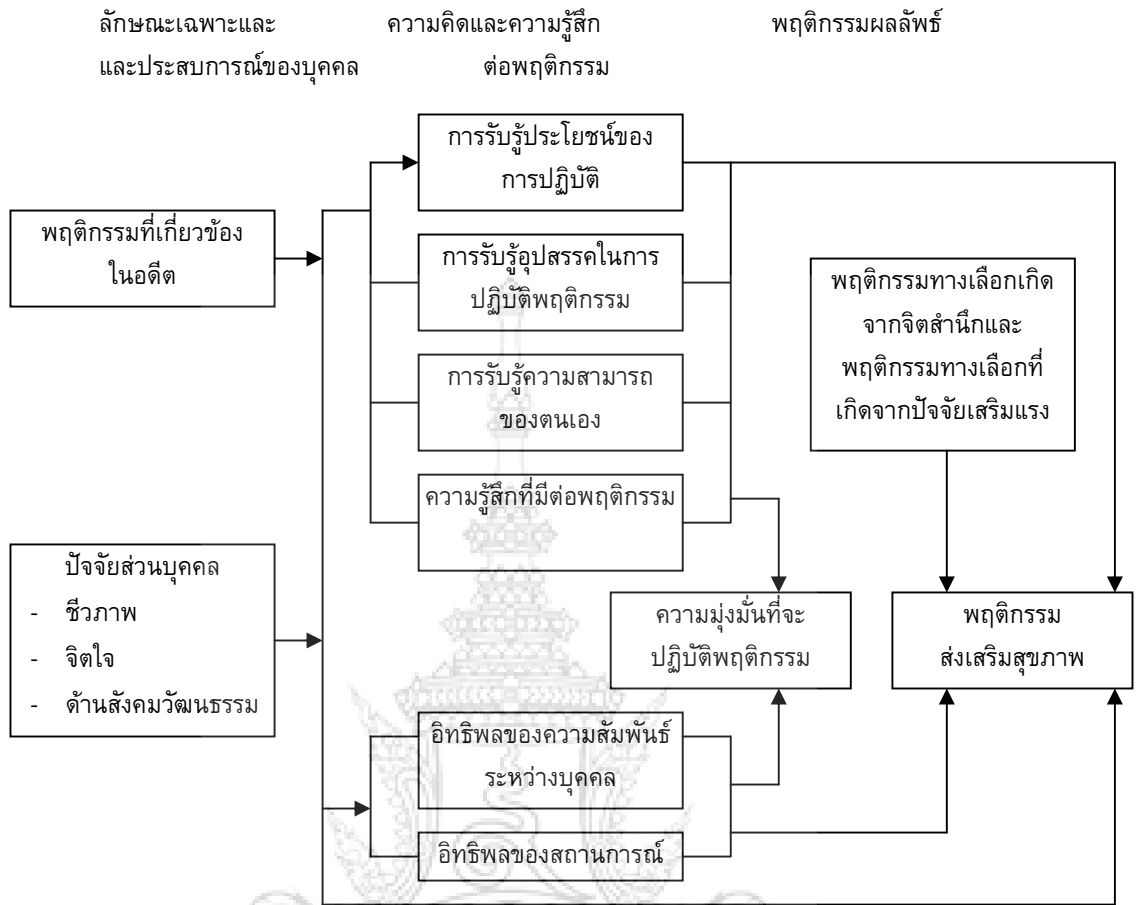 ลักษณะเฉพาะและ
และประสบการณ์ของบุคคล
ความคิดและความรู้สึก
ต่อพฤติกรรม
พฤติกรรมผลลัพธ์
การรับรู้ประโยชน์ของ
การปฏิบัติ
พฤติกรรมที่เกี่ยวข้อง
ในอดีต
การรับรู้อุปสรรคในการ
ปฏิบัติพฤติกรรม
พฤติกรรมทางเลือกเกิด
จากจิตสำนึกและ
พฤติกรรมทางเลือกที่
เกิดจากปัจจัยเสริมแรง
การรับรู้ความสามารถ
ของตนเอง
ความรู้สึกที่มีต่อพฤติกรรม
ปัจจัยส่วนบุคคล
- ชีวภาพ
- จิตใจ
- ด้านสังคมวัฒนธรรม
ความมุ่งมั่นที่จะ
ปฏิบัติพฤติกรรม
พฤติกรรม
ส่งเสริมสุขภาพ
อิทธิพลของความสัมพันธ์
ระหว่างบุคคล
อิทธิพลของสถานการณ์